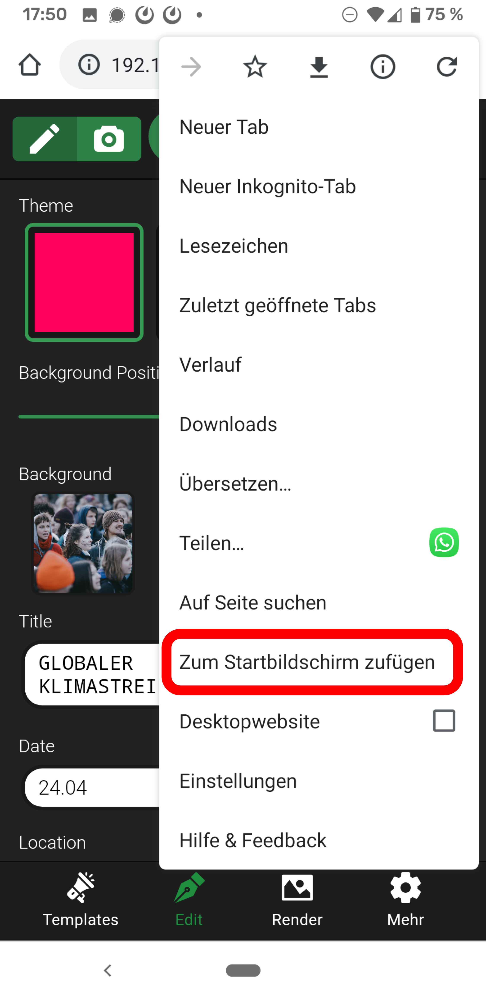 17:50
75 %
192.1
Neuer Tab
Neuer Inkognito-Tab
Theme
Lesezeichen
Zuletzt geöffnete Tabs
Verlauf
Background Positi
Downloads
Background
Übersetzen...
Teilen...
Auf Seite suchen
Title
GLOBALER
KLIMASTREI
Zum Startbildschirm zufügen
Desktopwebsite
Date
24.04
Einstellungen
Location
Hilfe & Feedback
Templates
Edit
Render
Mehr